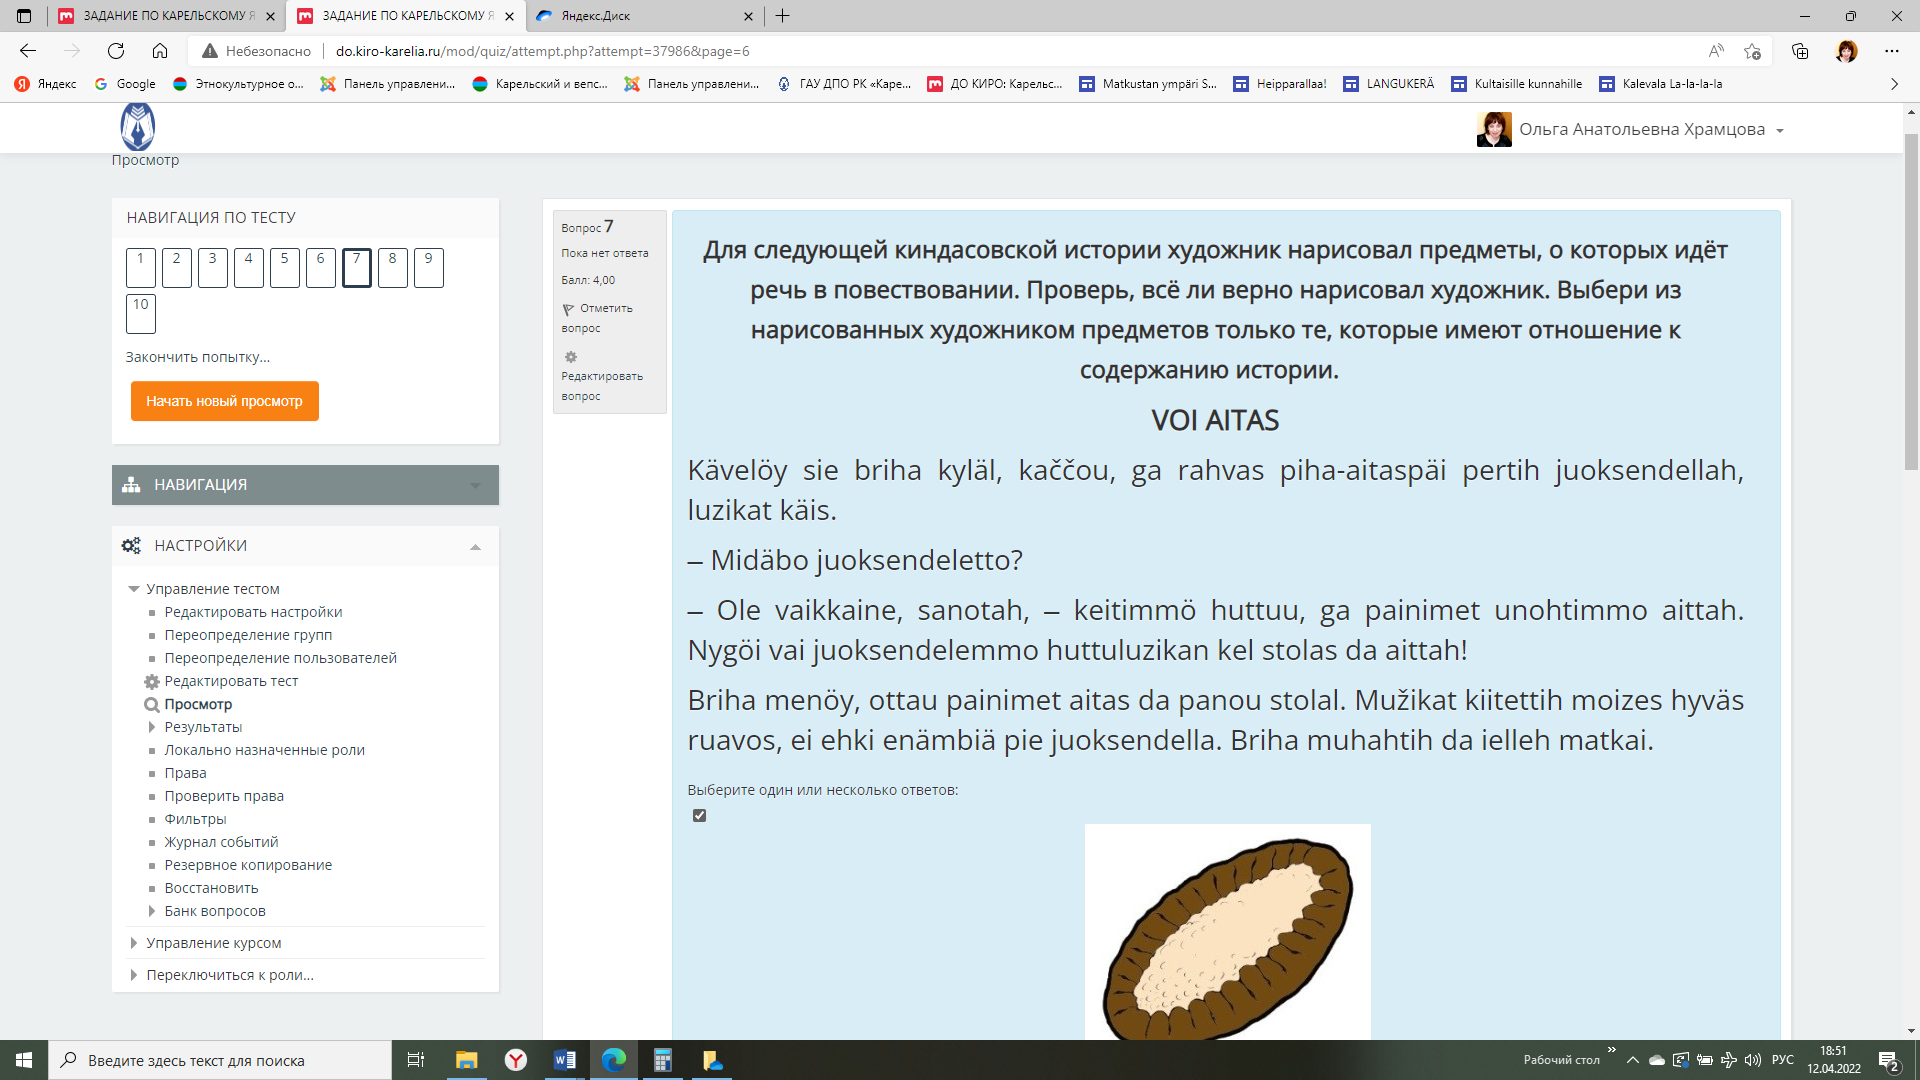 ЗАДАНИЕ ПО КАРЕЛЬСКОМУ Я
ЗАДАНИЕ ПО КАРЕЛЬСКОМУ Я
Яндекс.Диск
Небезопасно
do.kiro-karelia.ru/mod/quiz/attempt.php?attempt=37986&page=6
Яндекс
Google
Этнокультурное о...
Панель управлени...
Карельский и вепс...
Панель управлени...
ГАУ ДПО РК «Каре...
ДО КИРО: Карельс...
Matkustan ympäri S...
Heipparallaa!
LANGUKERÄ
Kultaisille kunnahille
Kalevala La-la-la-la
Ольга Анатольевна Храмцова
Просмотр
НАВИГАЦИЯ ПО ТЕСТУ
1 2 3 4 5 6 7 8 9
10
Закончить попытку...
Начать новый просмотр
НАВИГАЦИЯ
НАСТРОЙКИ
Управление тестом
Редактировать настройки
Переопределение групп
Переопределение пользователей
Редактировать тест
Просмотр
Результаты
Локально назначенные роли
Права
Проверить права
Фильтры
Журнал событий
Резервное копирование
Восстановить
Банк вопросов
Управление курсом
Переключиться к роли...
Вопрос 7
Пока нет ответа
Балл: 4,00
Отметить
вопрос
Редактировать
вопрос
Для следующей киндасовской истории художник нарисовал предметы, о которых идёт
речь в повествовании. Проверь, всё ли верно нарисовал художник. Выбери из
нарисованных художником предметов только те, которые имеют отношение к
содержанию истории.
VOI AITAS
Kävelöy sie briha kyläl, kaččou, ga rahvas piha-aitaspäi pertih juoksendellah,
luzikat käis.
– Midäbo juoksendeletto?
– Ole vaikkaine, sanotah, – keitimmö huttuu, ga painimet unohtimmo aittah.
Nygöi vai juoksendelemmo huttuluzikan kel stolas da aittah!
Briha menöy, ottau painimet aitas da panou stolal. Mužikat kiitettih moizes hyväs
ruavos, ei ehki enämbiä pie juoksendella. Briha muhahtih da ielleh matkai.
Выберите один или несколько ответов:
Введите здесь текст для поиска
Рабочий стол
РУС
18:51
12.04.2022
2